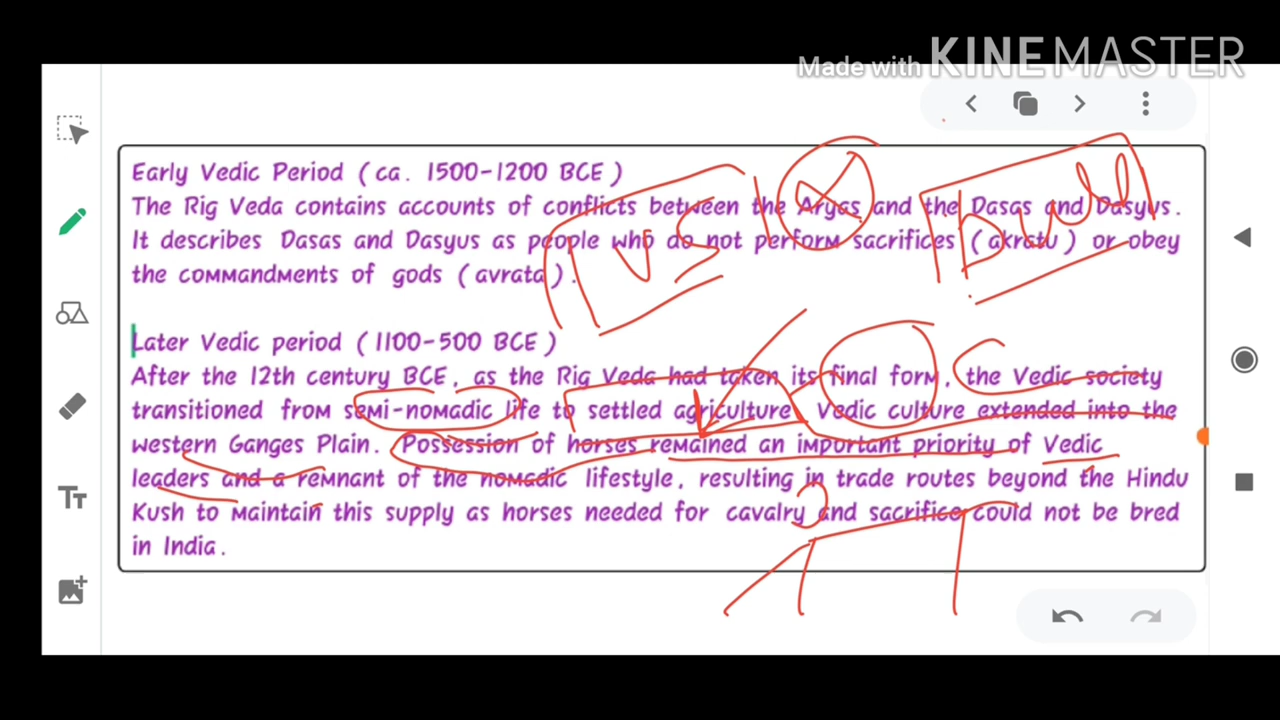 Made with KINEMASTER
Early Vedic Period (ca. 1500-1200 BCE)
The Rig Veda contains accounts of conflicts between the Aryas and the Dasas and Dasyus.
It describes Dasas and Dasyus as people who do not perform sacrifices (akratu) or obey
the commandments of gods (avrata).
Later Vedic period (1100-500 BCE)
After the 12th century BCE, as the Rig Veda had taken its final form, the Vedic society
transitioned from semi-nomadic life to settled agriculture. Vedic culture extended into the
western Ganges Plain. Possession of horses remained an important priority of Vedic
leaders and a remnant of the nomadic lifestyle, resulting in trade routes beyond the Hindu
Kush to maintain this supply as horses needed for cavalry and sacrifice could not be bred
in India.